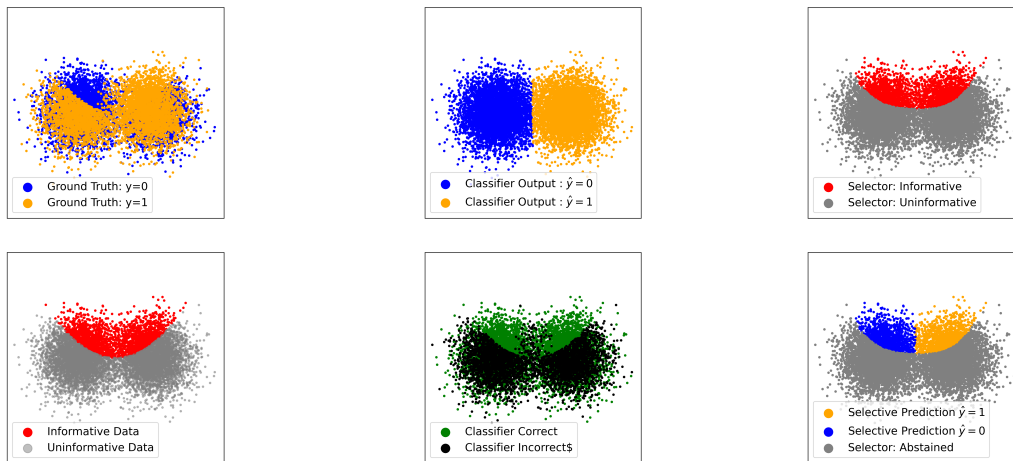 Ground Truth: y=0
Ground Truth: y=1
Classifier Output : ŷ = 0
Classifier Output : ŷ = 1
Selector: Informative
Selector: Uninformative
Informative Data
Uninformative Data
Classifier Correct
Classifier Incorrect$
Selective Prediction ŷ = 1
Selective Prediction ŷ = 0
Selector: Abstained